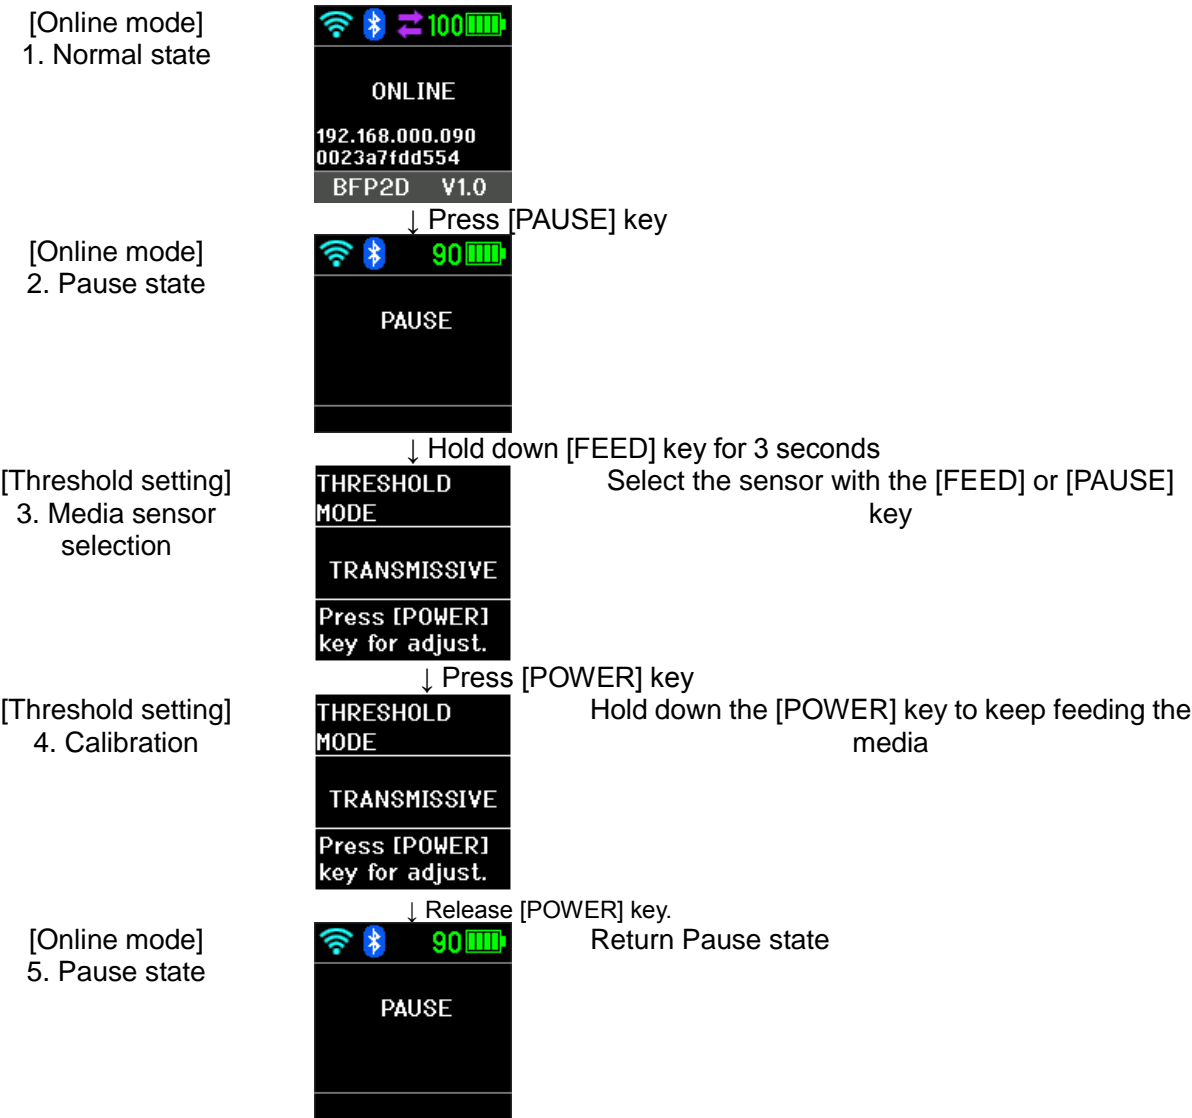 [Online mode]
1. Normal state
100
ONLINE
192.168.000.090
0023a7fdd554
BFP2D V1.0
↓ Press [PAUSE] key
[Online mode]
2. Pause state
90
PAUSE
↓ Hold down [FEED] key for 3 seconds
[Threshold setting]
3. Media sensor
selection
THRESHOLD
MODE
TRANSMISSIVE
Press [POWER]
key for adjust.
Select the sensor with the [FEED] or [PAUSE]
key
↓ Press [POWER] key
[Threshold setting]
4. Calibration
THRESHOLD
MODE
TRANSMISSIVE
Press [POWER]
key for adjust.
Hold down the [POWER] key to keep feeding the
media
↓ Release [POWER] key.
[Online mode]
5. Pause state
90
PAUSE
Return Pause state